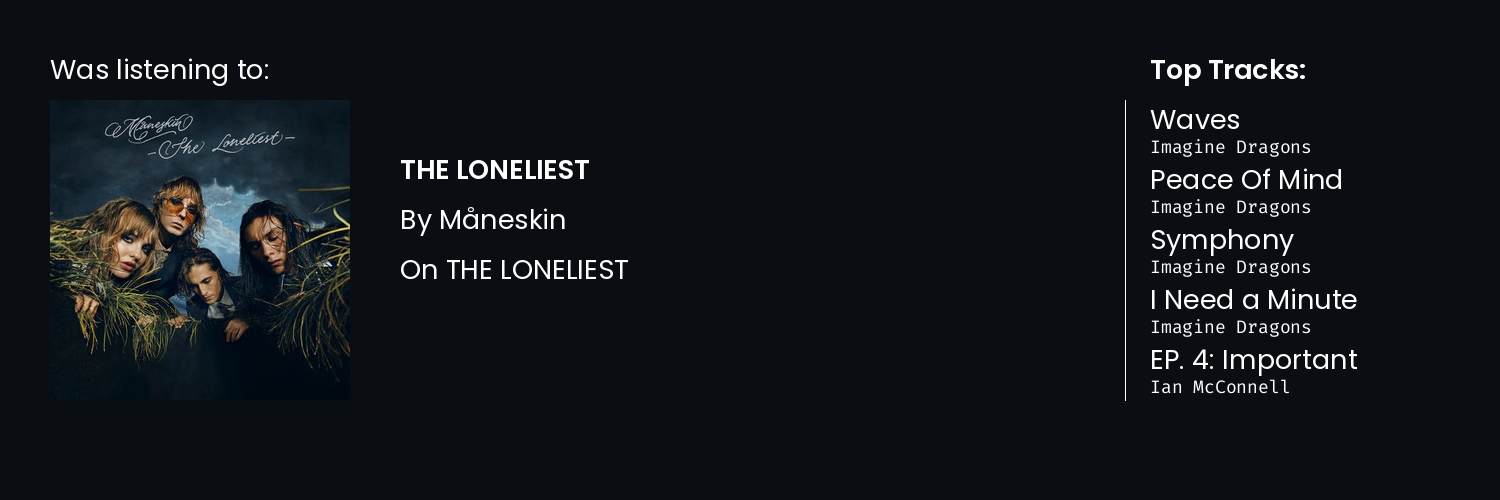 Was listening to:
Måneskin
- The Loneliest -
THE LONELIEST
By Måneskin
On THE LONELIEST
Top Tracks:
Waves
Imagine Dragons
Peace Of Mind
Imagine Dragons
Symphony
Imagine Dragons
I Need a Minute
Imagine Dragons
EP. 4: Important
Ian McConnell